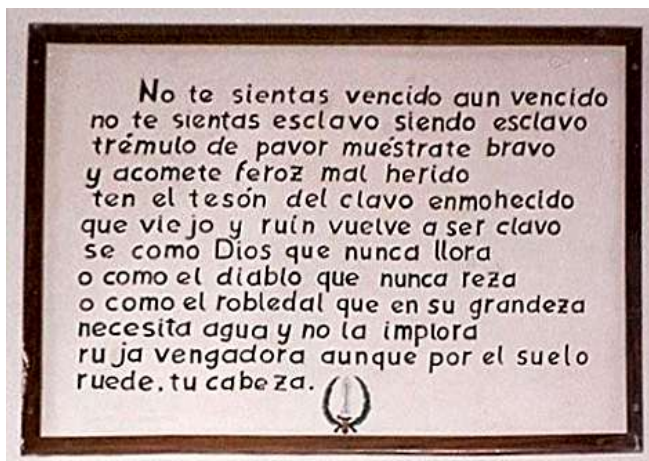 No te sientas vencido aun vencido
no te sientas esclavo siendo esclavo
trémulo de pavor muéstrate bravo
y acomete feroz mal herido
ten el tesón del clavo enmohecido
que viejo y ruín vuelve a ser clavo
se como Dios que nunca llora
o como el diablo que nunca reza
o como el robledal que en su grandeza
necesita agua y no la implora
ruja vengadora aunque por el suelo
ruede, tu cabeza.